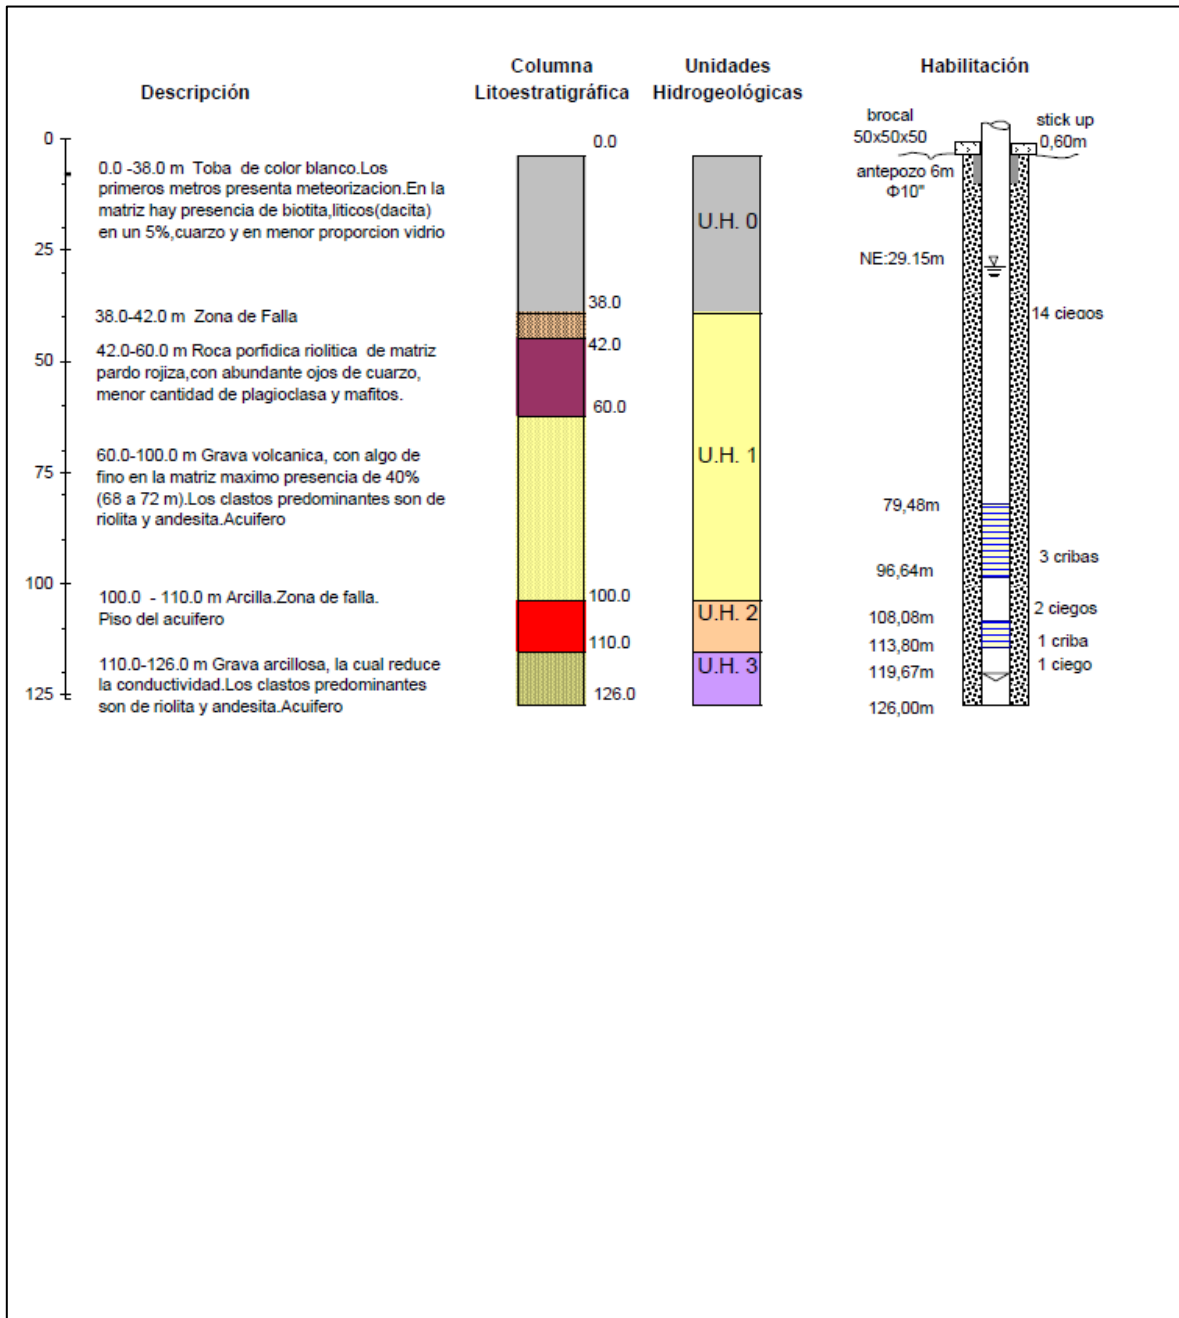 Descripción
Columna
Litoestratigráfica
Unidades
Hidrogeológicas
Habilitación
0
25
50
75
100
125
0.0 -38.0 m Toba de color blanco.Los
primeros metros presenta meteorizacion.En la
matriz hay presencia de biotita,liticos(dacita)
en un 5%,cuarzo y en menor proporcion vidrio
38.0-42.0 m Zona de Falla
42.0-60.0 m Roca porfidica riolitica de matriz
pardo rojiza,con abundante ojos de cuarzo,
menor cantidad de plagioclasa y mafitos.
60.0-100.0 m Grava volcanica, con algo de
fino en la matriz maximo presencia de 40%
(68 a 72 m).Los clastos predominantes son de
riolita y andesita.Acuifero
100.0 - 110.0 m Arcilla.Zona de falla.
Piso del acuifero
110.0-126.0 m Grava arcillosa, la cual reduce
la conductividad.Los clastos predominantes
son de riolita y andesita.Acuifero
0.0
38.0
42.0
60.0
100.0
110.0
126.0
U.H. 0
U.H. 1
U.H. 2
U.H. 3
brocal
50x50x50
stick up
0,60m
antepozo 6m
Φ10"
NE:29.15m
14 ciegos
79,48m
3 cribas
96,64m
2 ciegos
108,08m
1 criba
113,80m
1 ciego
119,67m
126,00m